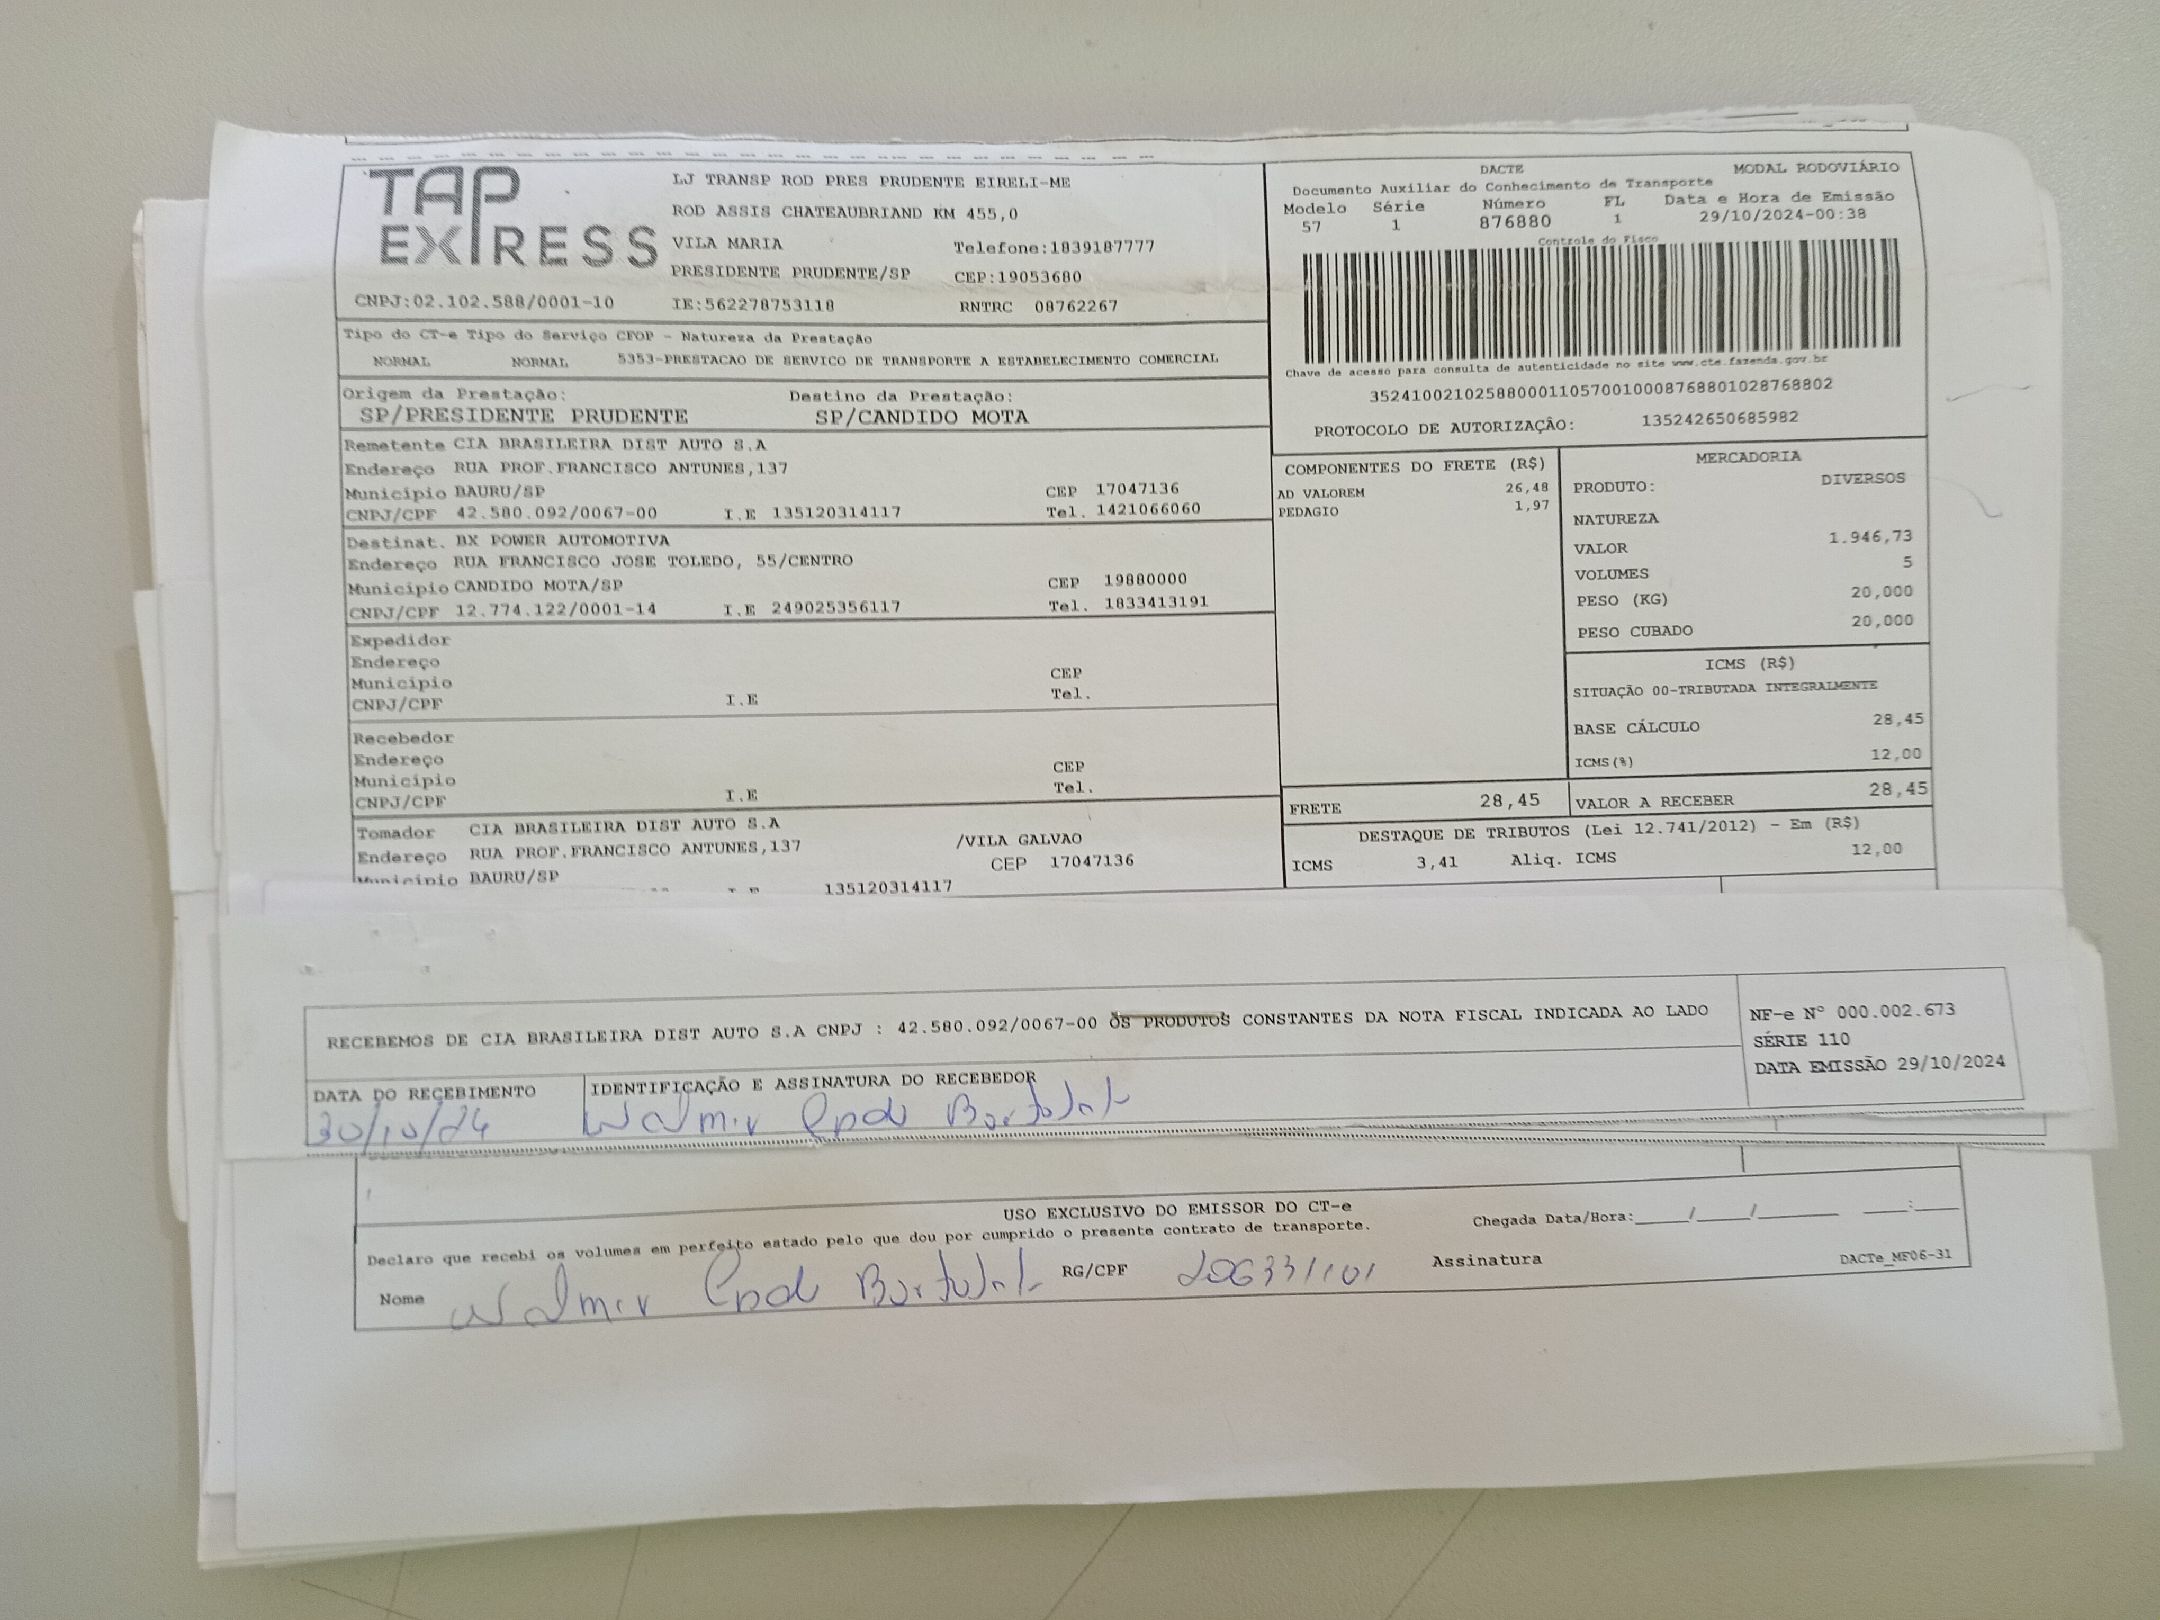 TAP EXPRESS
LJ TRANSP ROD PRES PRUDENTE EIRELI-ME
ROD ASSIS CHATEAUBRIAND KM 455,0
VILA MARIA Telefone:1839187777
PRESIDENTE PRUDENTE/SP CEP:19053680
CNPJ:02.102.588/0001-10 IE:562278753118 RNTRC 08762267
DACTE MODAL RODOVIÁRIO
Documento Auxiliar do Conhecimento de Transporte
Modelo Série Número FL Data e Hora de Emissão
57 1 876880 1 29/10/2024-00:38
Controle do Fisco
Chave de acesso para consulta de autenticidade no site www.cte.fazenda.gov.br
35241002102588000110570010008768801028768802
PROTOCOLO DE AUTORIZAÇÃO: 135242650685982
Tipo do CT-e Tipo do Serviço CFOP - Natureza da Prestação
NORMAL NORMAL 5353-PRESTACAO DE SERVICO DE TRANSPORTE A ESTABELECIMENTO COMERCIAL
Origem da Prestação: Destino da Prestação:
SP/PRESIDENTE PRUDENTE SP/CANDIDO MOTA
Remetente CIA BRASILEIRA DIST AUTO S.A
Endereço RUA PROF.FRANCISCO ANTUNES,137
Município BAURU/SP CEP 17047136
CNPJ/CPF 42.580.092/0067-00 I.E 135120314117 Tel. 1421066060
Destinat. BX POWER AUTOMOTIVA
Endereço RUA FRANCISCO JOSE TOLEDO, 55/CENTRO
Município CANDIDO MOTA/SP CEP 19880000
CNPJ/CPF 12.774.122/0001-14 I.E 249025356117 Tel. 1833413191
Expedidor
Endereço
Município CEP
CNPJ/CPF I.E Tel.
Recebedor
Endereço
Município CEP
CNPJ/CPF I.E Tel.
Tomador CIA BRASILEIRA DIST AUTO S.A
Endereço RUA PROF.FRANCISCO ANTUNES,137 /VILA GALVAO
Município BAURU/SP CEP 17047136
135120314117
COMPONENTES DO FRETE (R$)
AD VALOREM 26,48
PEDAGIO 1,97
MERCADORIA
PRODUTO: DIVERSOS
NATUREZA
VALOR 1.946,73
VOLUMES 5
PESO (KG) 20,000
PESO CUBADO 20,000
ICMS (R$)
SITUAÇÃO 00-TRIBUTADA INTEGRALMENTE
BASE CÁLCULO 28,45
ICMS(%) 12,00
FRETE 28,45 VALOR A RECEBER 28,45
DESTAQUE DE TRIBUTOS (Lei 12.741/2012) - Em (R$)
ICMS 3,41 Aliq. ICMS 12,00
RECEBEMOS DE CIA BRASILEIRA DIST AUTO S.A CNPJ : 42.580.092/0067-00 OS PRODUTOS CONSTANTES DA NOTA FISCAL INDICADA AO LADO
NF-e N° 000.002.673
SÉRIE 110
DATA EMISSÃO 29/10/2024
DATA DO RECEBIMENTO IDENTIFICAÇÃO E ASSINATURA DO RECEBEDOR
30/10/24 Walmir
USO EXCLUSIVO DO EMISSOR DO CT-e
Declaro que recebi os volumes em perfeito estado pelo que dou por cumprido o presente contrato de transporte.
Chegada Data/Hora:____/____/______ ___:___
Nome Walmir RG/CPF Assinatura
DACTe_MF06-31